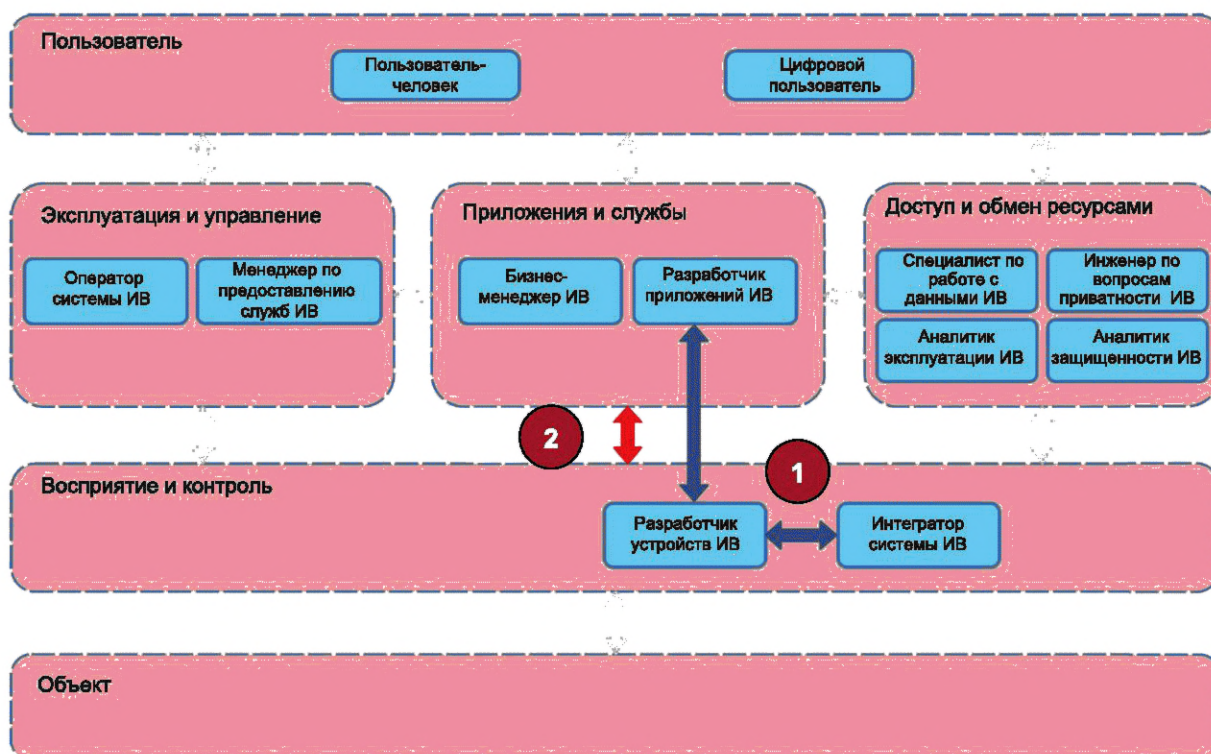 Пользователь
Пользователь-
человек
Цифровой
пользователь
Эксплуатация и управление
Оператор
системы ИВ
Менеджер по
предоставлению
служб ИВ
Приложения и службы
Бизнес-
менеджер ИВ
Разработчик
приложений ИВ
Доступ и обмен ресурсами
Специалист по
работе с
данными ИВ
Инженер по
вопросам
приватности ИВ
Аналитик
эксплуатации ИВ
Аналитик
защищенности ИВ
2
1
Восприятие и контроль
Разработчик
устройств ИВ
Интегратор
системы ИВ
Объект